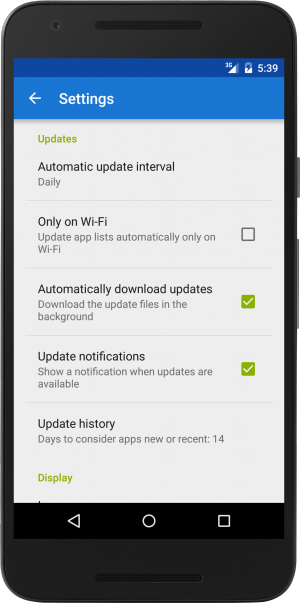 3G 5:39
Settings
Updates
Automatic update interval
Daily
Only on Wi-Fi
Update app lists automatically only on
Wi-Fi
Automatically download updates
Download the update files in the
background
Update notifications
Show a notification when updates are
available
Update history
Days to consider apps new or recent: 14
Display